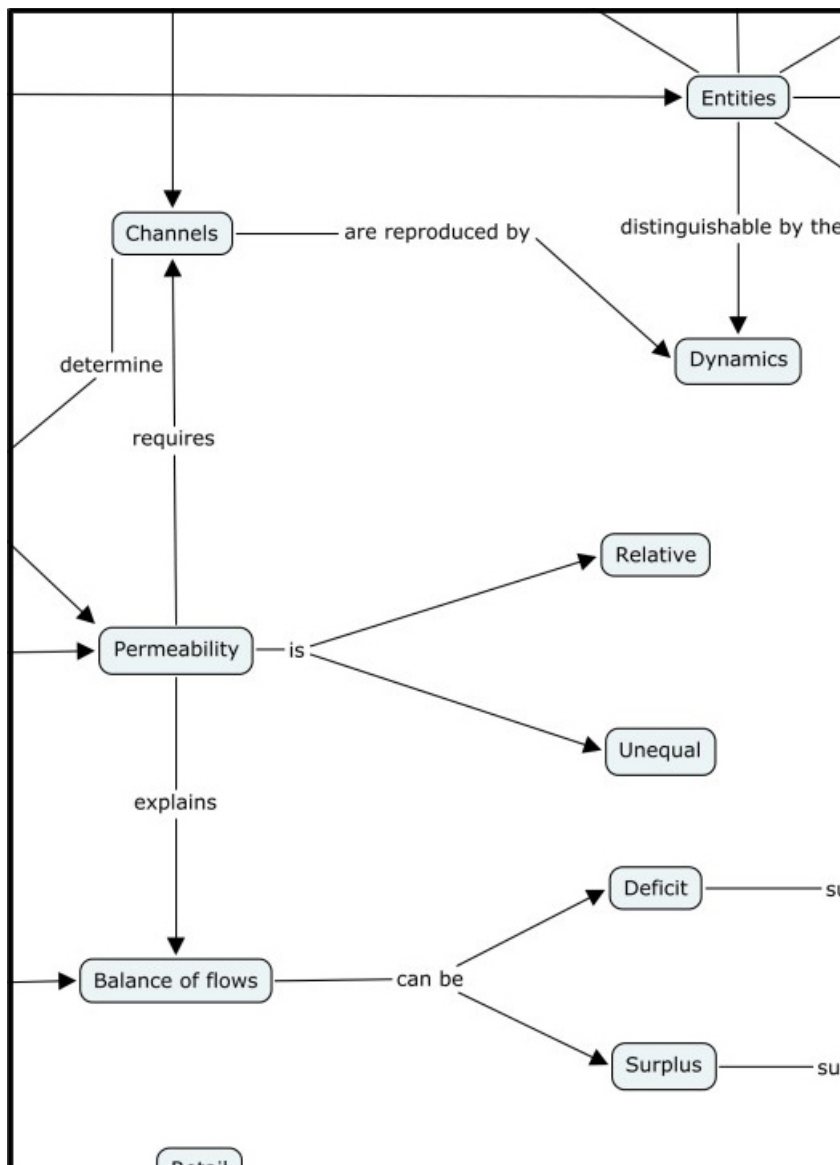 Entities
Channels
are reproduced by
distinguishable by the
Dynamics
determine
requires
Relative
Permeability
is
Unequal
explains
Deficit
Balance of flows
can be
Surplus